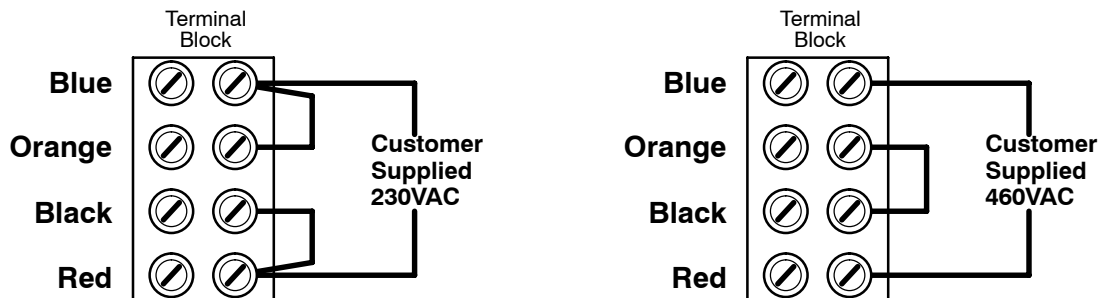 Terminal
Block
Blue
Orange
Black
Red
Customer
Supplied
230VAC
Terminal
Block
Blue
Orange
Black
Red
Customer
Supplied
460VAC